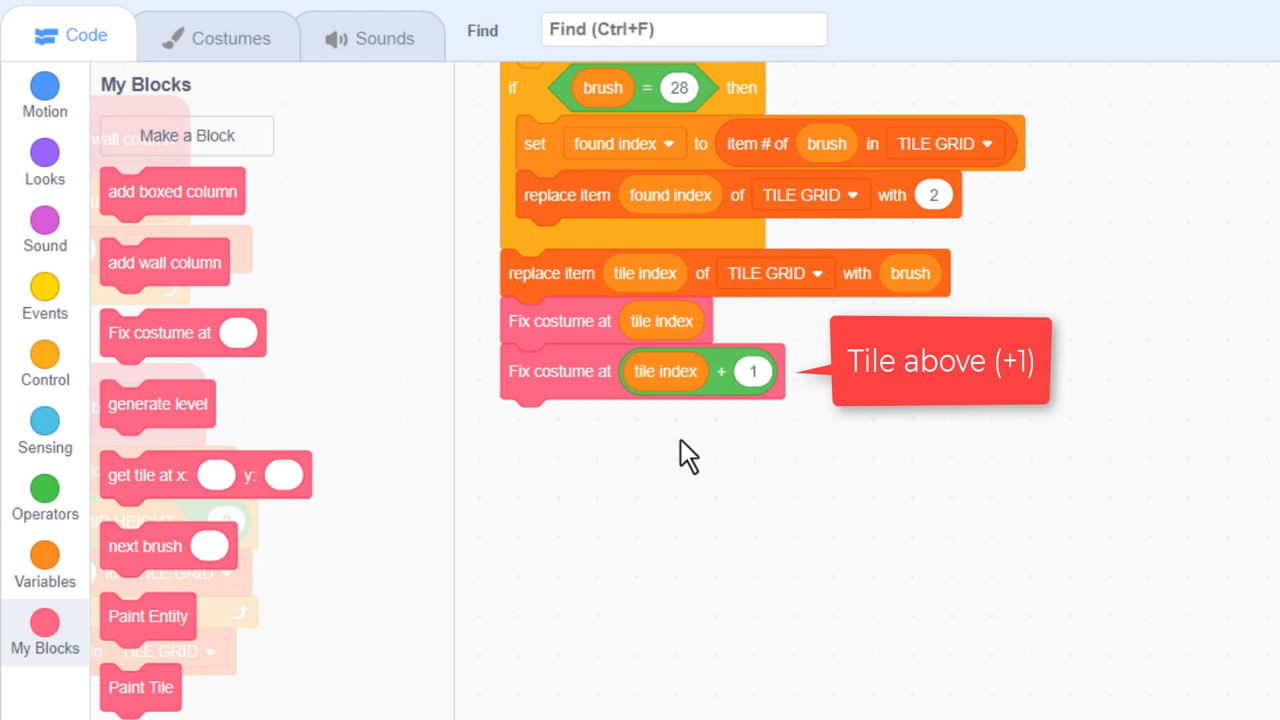 Code
Costumes
Sounds
Find
Find (Ctrl+F)
Motion
Looks
Sound
Events
Control
Sensing
Operators
Variables
My Blocks
My Blocks
Make a Block
add boxed column
add wall column
Fix costume at
generate level
get tile at x: y:
next brush
Paint Entity
Paint Tile
TILE GRID
TILE GRID
if brush = 28 then
set found index to item # of brush in TILE GRID
replace item found index of TILE GRID with 2
replace item tile index of TILE GRID with brush
Fix costume at tile index
Fix costume at tile index + 1
Tile above (+1)